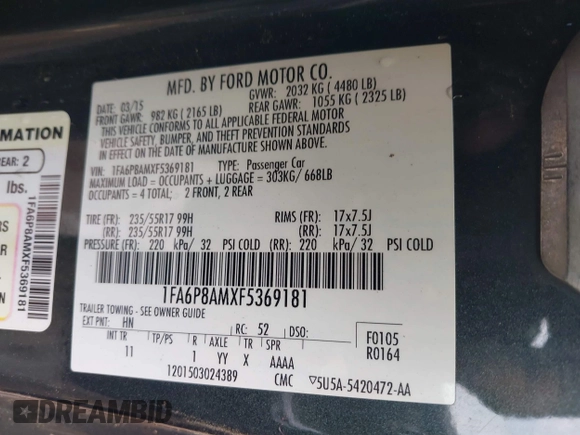 MFD. BY FORD MOTOR CO.
DATE: 03/15
GVWR: 2032 KG ( 4480 LB)
FRONT GAWR: 982 KG ( 2165 LB)
REAR GAWR: 1055 KG ( 2325 LB)
THIS VEHICLE CONFORMS TO ALL APPLICABLE FEDERAL MOTOR
VEHICLE SAFETY, BUMPER, AND THEFT PREVENTION STANDARDS
IN EFFECT ON THE DATE OF MANUFACTURE SHOWN ABOVE.
VIN: 1FA6P8AMXF5369181 TYPE: Passenger Car
MAXIMUM LOAD = OCCUPANTS + LUGGAGE = 303KG/ 668LB
OCCUPANTS = 4 TOTAL; 2 FRONT, 2 REAR
TIRE (FR): 235/55R17 99H RIMS (FR): 17x7.5J
(RR): 235/55R17 99H (RR): 17x7.5J
PRESSURE (FR): 220 kPa/ 32 PSI COLD (RR): 220 kPa/ 32 PSI COLD
1FA6P8AMXF5369181
TRAILER TOWING - SEE OWNER GUIDE
EXT PNT: HN RC: 52 DSO:
F0105
R0164
INT TR TP/PS R AXLE TR SPR
11 1 YY X AAAA
1201503024389 CMC ▽5U5A-5420472-AA
RMATION
REAR: 2
lbs.
1FA6P8AMXF5369181
RS
OR
DREAMBID